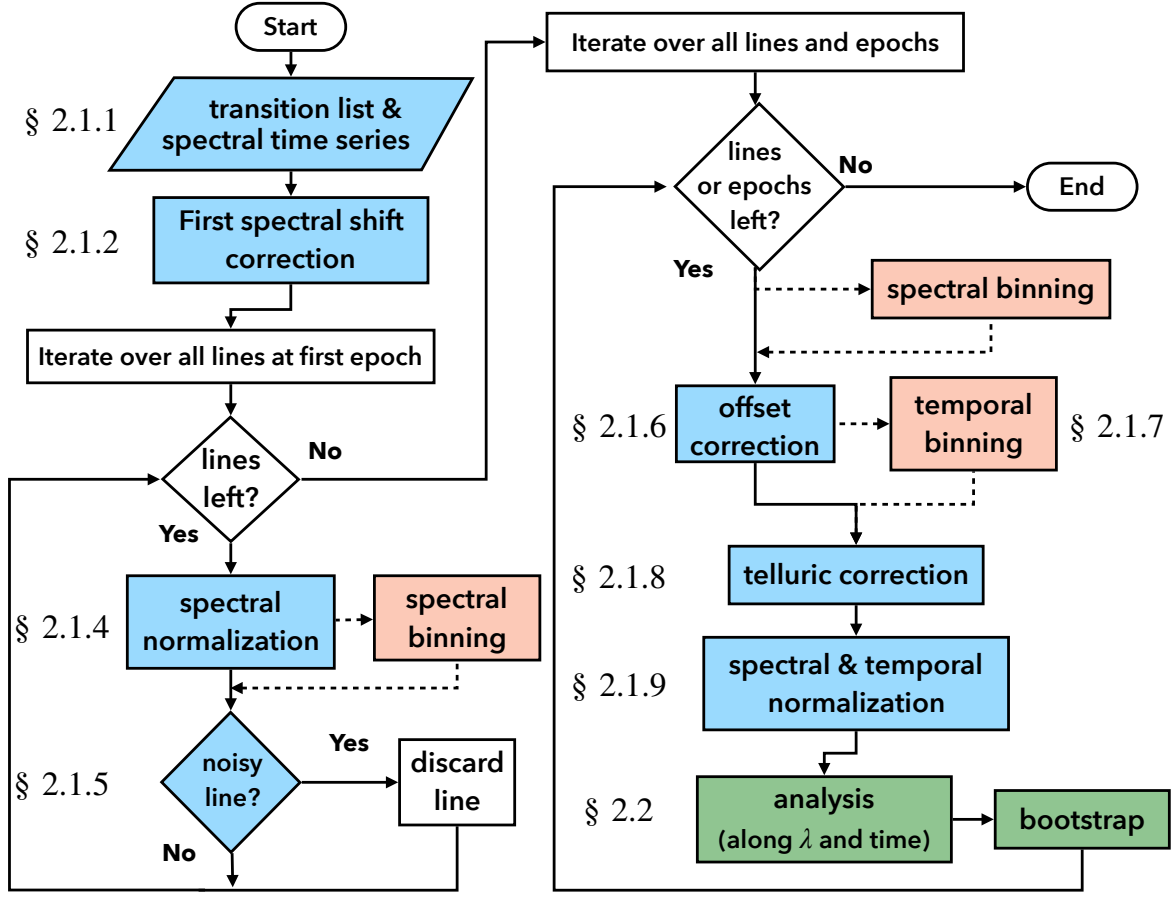 Start
§ 2.1.1
transition list &
spectral time series
§ 2.1.2
First spectral shift
correction
Iterate over all lines at first epoch
lines
left?
No
Yes
§ 2.1.4
spectral
normalization
spectral
binning
§ 2.1.5
noisy
line?
Yes
discard
line
No
Iterate over all lines and epochs
lines
or epochs
left?
No
End
Yes
spectral binning
§ 2.1.6
offset
correction
temporal
binning
§ 2.1.7
§ 2.1.8
telluric correction
§ 2.1.9
spectral & temporal
normalization
§ 2.2
analysis
(along λ and time)
bootstrap